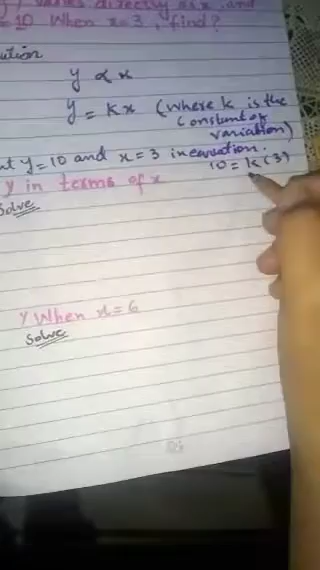 varies directly as x and
= 10 When x = 3, find?
ution
y ∝ x
y = Kx (where k is the
constant of
variation)
ut y = 10 and x = 3 in equation.
10 = k(3)
y in terms of x
Solve
y When x = 6
Solve